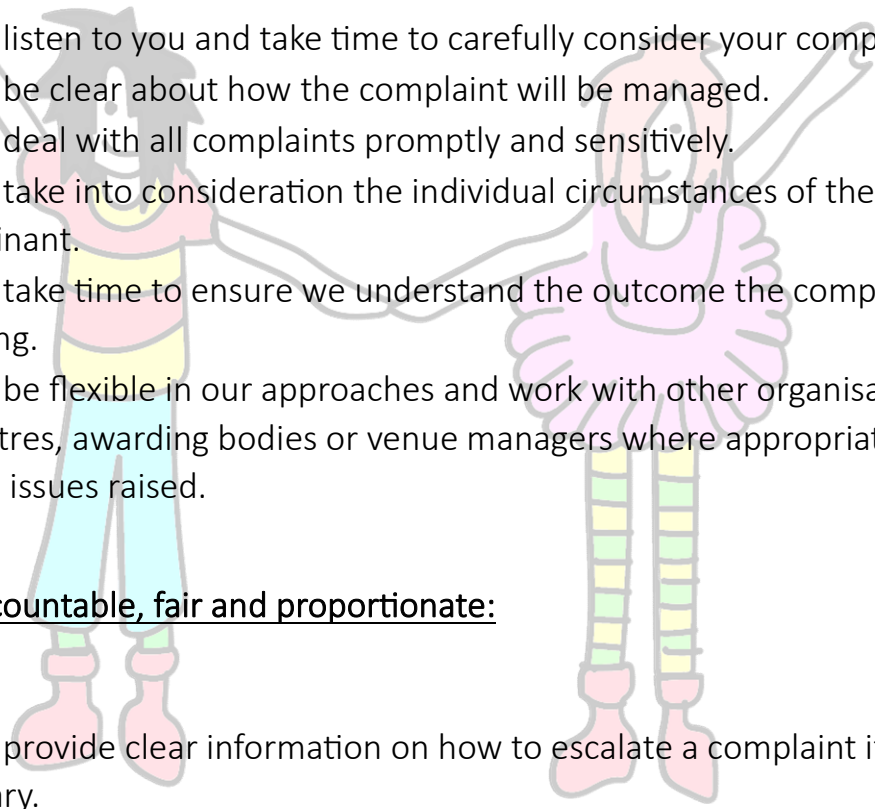 listen to you and take time to carefully consider your comp
be clear about how the complaint will be managed.
deal with all complaints promptly and sensitively.
take into consideration the individual circumstances of the
inant.
take time to ensure we understand the outcome the comp
ng.
be flexible in our approaches and work with other organisa
tres, awarding bodies or venue managers where appropriat
issues raised.
countable, fair and proportionate:
provide clear information on how to escalate a complaint i
ary.